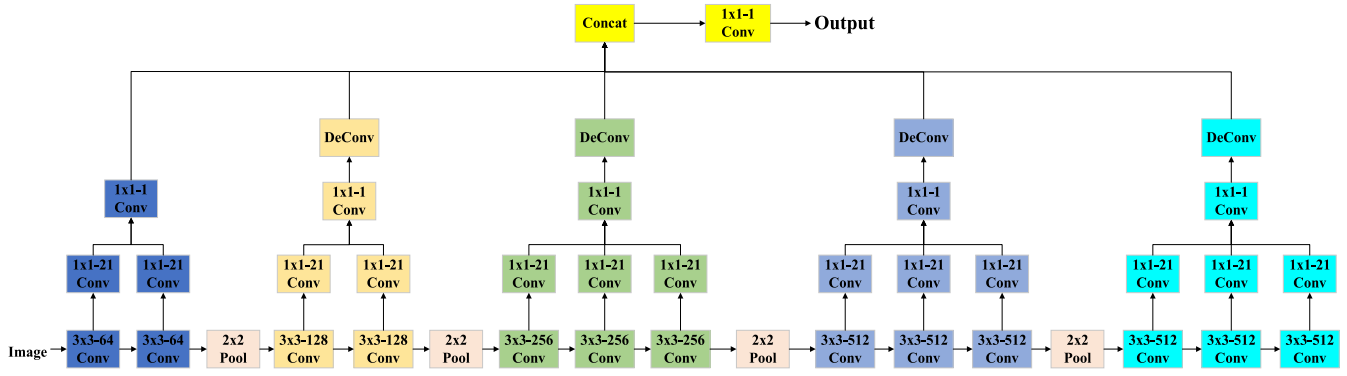 Concat
1x1-1
Conv
Output
DeConv
DeConv
DeConv
DeConv
1x1-1
Conv
1x1-1
Conv
1x1-1
Conv
1x1-1
Conv
1x1-1
Conv
1x1-21
Conv
1x1-21
Conv
1x1-21
Conv
1x1-21
Conv
1x1-21
Conv
1x1-21
Conv
1x1-21
Conv
1x1-21
Conv
1x1-21
Conv
1x1-21
Conv
1x1-21
Conv
1x1-21
Conv
1x1-21
Conv
Image
3x3-64
Conv
3x3-64
Conv
2x2
Pool
3x3-128
Conv
3x3-128
Conv
2x2
Pool
3x3-256
Conv
3x3-256
Conv
3x3-256
Conv
2x2
Pool
3x3-512
Conv
3x3-512
Conv
3x3-512
Conv
2x2
Pool
3x3-512
Conv
3x3-512
Conv
3x3-512
Conv